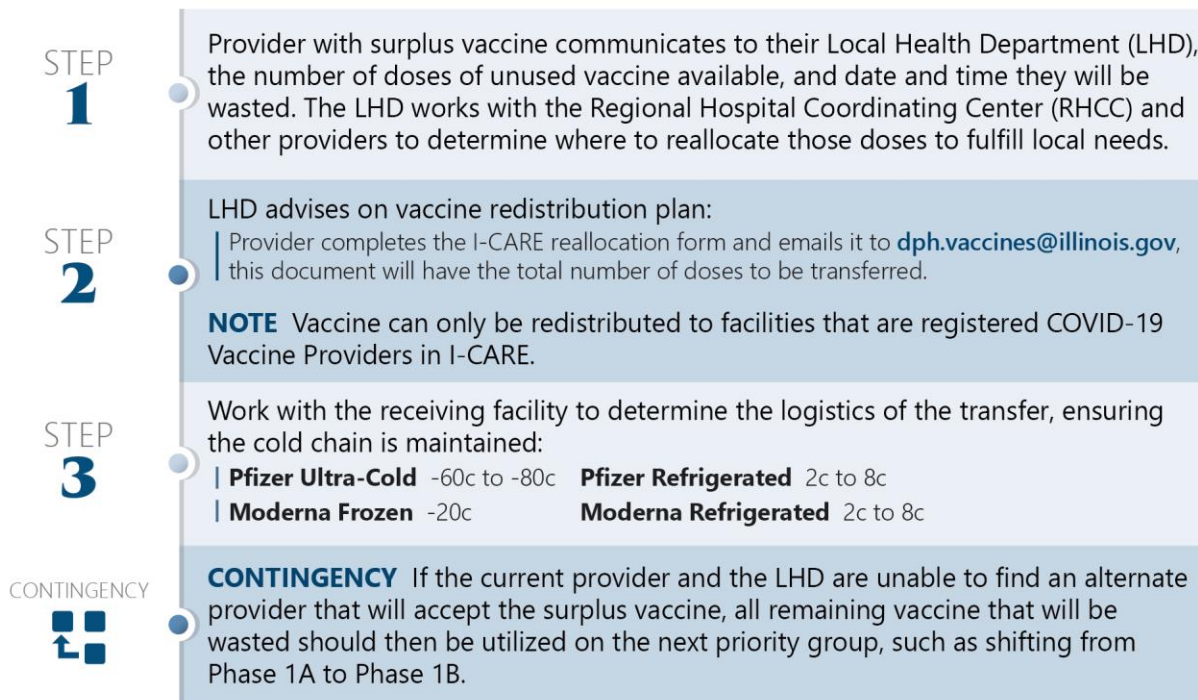 STEP
1
Provider with surplus vaccine communicates to their Local Health Department (LHD),
the number of doses of unused vaccine available, and date and time they will be
wasted. The LHD works with the Regional Hospital Coordinating Center (RHCC) and
other providers to determine where to reallocate those doses to fulfill local needs.
STEP
2
LHD advises on vaccine redistribution plan:
Provider completes the I-CARE reallocation form and emails it to dph.vaccines@illinois.gov,
this document will have the total number of doses to be transferred.
NOTE Vaccine can only be redistributed to facilities that are registered COVID-19
Vaccine Providers in I-CARE.
STEP
3
Work with the receiving facility to determine the logistics of the transfer, ensuring
the cold chain is maintained:
Pfizer Ultra-Cold -60c to -80c Pfizer Refrigerated 2c to 8c
Moderna Frozen -20c Moderna Refrigerated 2c to 8c
CONTINGENCY
CONTINGENCY If the current provider and the LHD are unable to find an alternate
provider that will accept the surplus vaccine, all remaining vaccine that will be
wasted should then be utilized on the next priority group, such as shifting from
Phase 1A to Phase 1B.